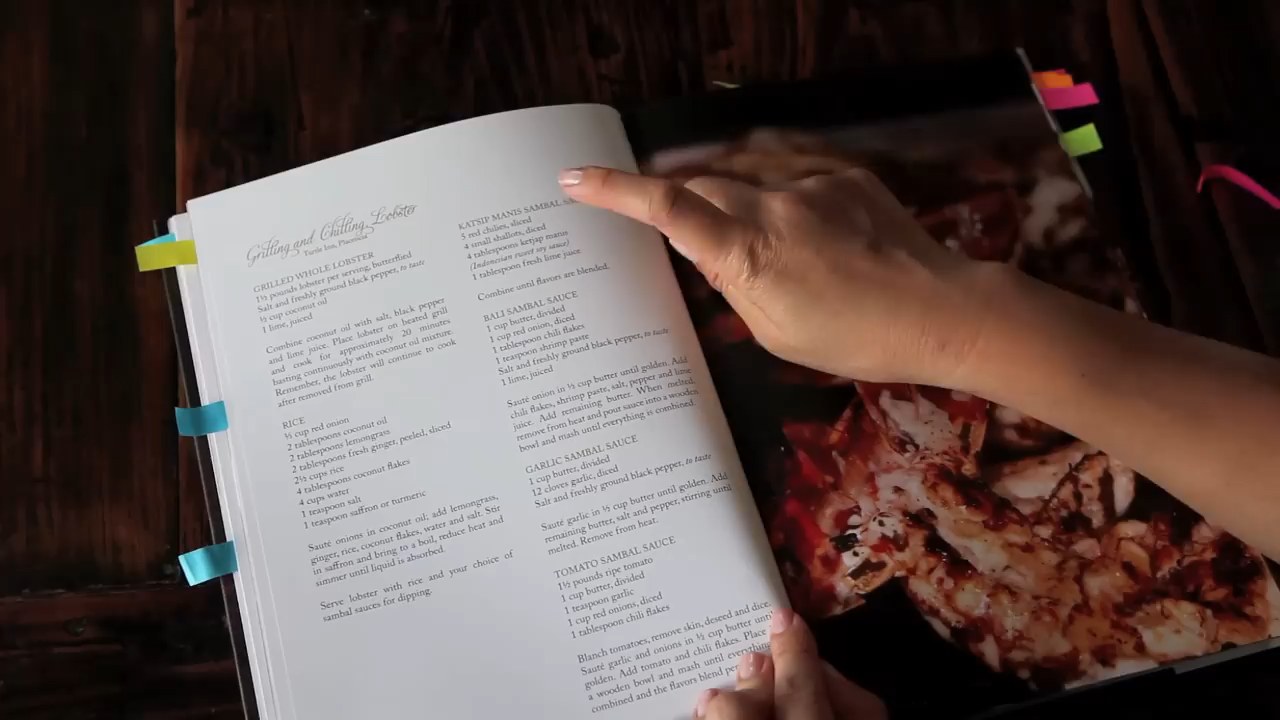 Grilling and Chilling Lobster
Turtle Inn, Placencia
GRILLED WHOLE LOBSTER
1½ pounds lobster per serving, butterflied
Salt and freshly ground black pepper, to taste
½ cup coconut oil
1 lime, juiced
Combine coconut oil with salt, black pepper
and lime juice. Place lobster on heated grill
and cook for approximately 20 minutes
basting continuously with coconut oil mixture.
Remember, the lobster will continue to cook
after removed from grill.
RICE
cup red onion
2 tablespoons coconut oil
2 tablespoons lemongrass
2 tablespoons fresh ginger, peeled, sliced
2½ cups rice
4 tablespoons coconut flakes
4 cups water
1 teaspoon salt
1 teaspoon saffron or turmeric
Sauté onions in coconut oil; add lemongrass,
ginger, rice, coconut flakes, water and salt. Stir
in saffron and bring to a boil, reduce heat and
simmer until liquid is absorbed.
Serve lobster with rice and your choice of
sambal sauces for dipping.
KATSIP MANIS SAMBAL
5 red chilies, sliced
4 small shallots, diced
4 tablespoons ketjap manis
(Indonesian sweet soy sauce)
1 tablespoon fresh lime juice
Combine until flavors are blended.
BALI SAMBAL SAUCE
1 cup butter, divided
1 cup red onion, diced
1 tablespoon chili flakes
1 teaspoon shrimp paste
Salt and freshly ground black pepper, to taste
1 lime, juiced
Sauté onion in ½ cup butter until golden. Add
chili flakes, shrimp paste, salt, pepper and lime
juice. Add remaining butter. When melted,
remove from heat and pour sauce into a wooden
bowl and mash until everything is combined.
GARLIC SAMBAL SAUCE
1 cup butter, divided
12 cloves garlic, diced
Salt and freshly ground black pepper, to taste
Sauté garlic in ½ cup butter until golden. Add
remaining butter, salt and pepper, stirring until
melted. Remove from heat.
TOMATO SAMBAL SAUCE
1½ pounds ripe tomato
1 cup butter, divided
1 teaspoon garlic
1 cup red onions, diced
1 tablespoon chili flakes
Blanch tomatoes, remove skin, deseed and dice.
Sauté garlic and onions in ½ cup butter until
golden. Add tomato and chili flakes. Place
a wooden bowl and mash until everything
combined and the flavors blend